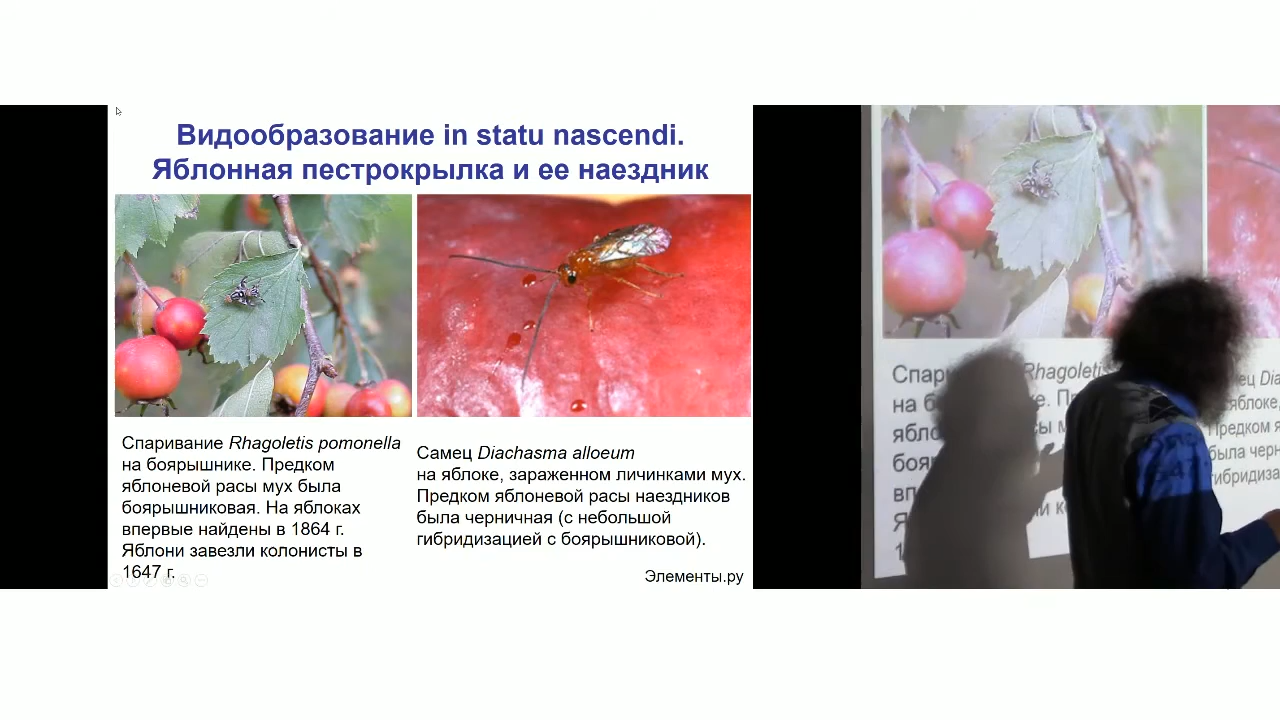 Видообразование in statu nascendi.
Яблонная пестрокрылка и ее наездник
Спаривание Rhagoletis pomonella
на боярышнике. Предком
яблоневой расы мух была
боярышниковая. На яблоках
впервые найдены в 1864 г.
Яблони завезли колонисты в
1647 г.
Самец Diachasma alloeum
на яблоке, зараженном личинками мух.
Предком яблоневой расы наездников
была черничная (с небольшой
гибридизацией с боярышниковой).
Элементы.ру
Rhagoletis
на